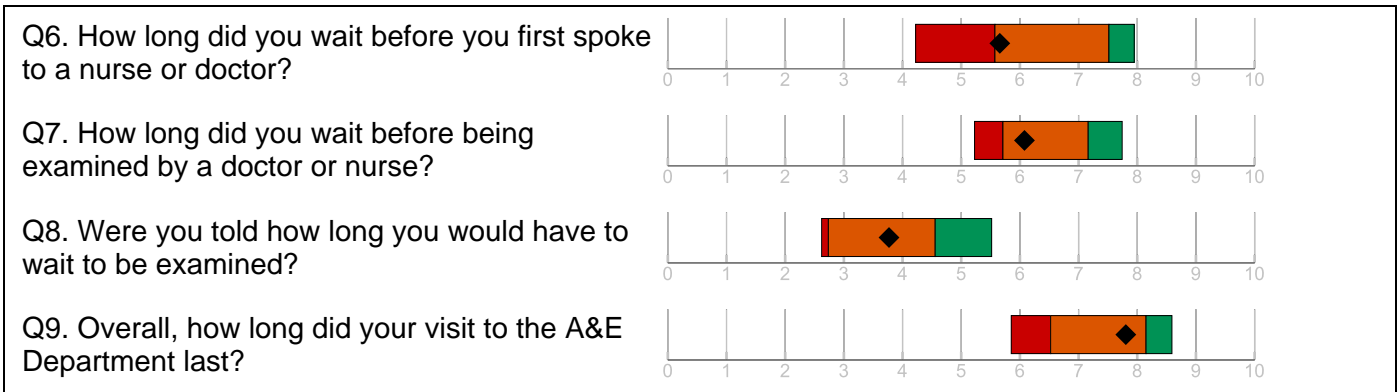 Q6. How long did you wait before you first spoke
to a nurse or doctor?
0 1 2 3 4 5 6 7 8 9 10
Q7. How long did you wait before being
examined by a doctor or nurse?
0 1 2 3 4 5 6 7 8 9 10
Q8. Were you told how long you would have to
wait to be examined?
0 1 2 3 4 5 6 7 8 9 10
Q9. Overall, how long did your visit to the A&E
Department last?
0 1 2 3 4 5 6 7 8 9 10